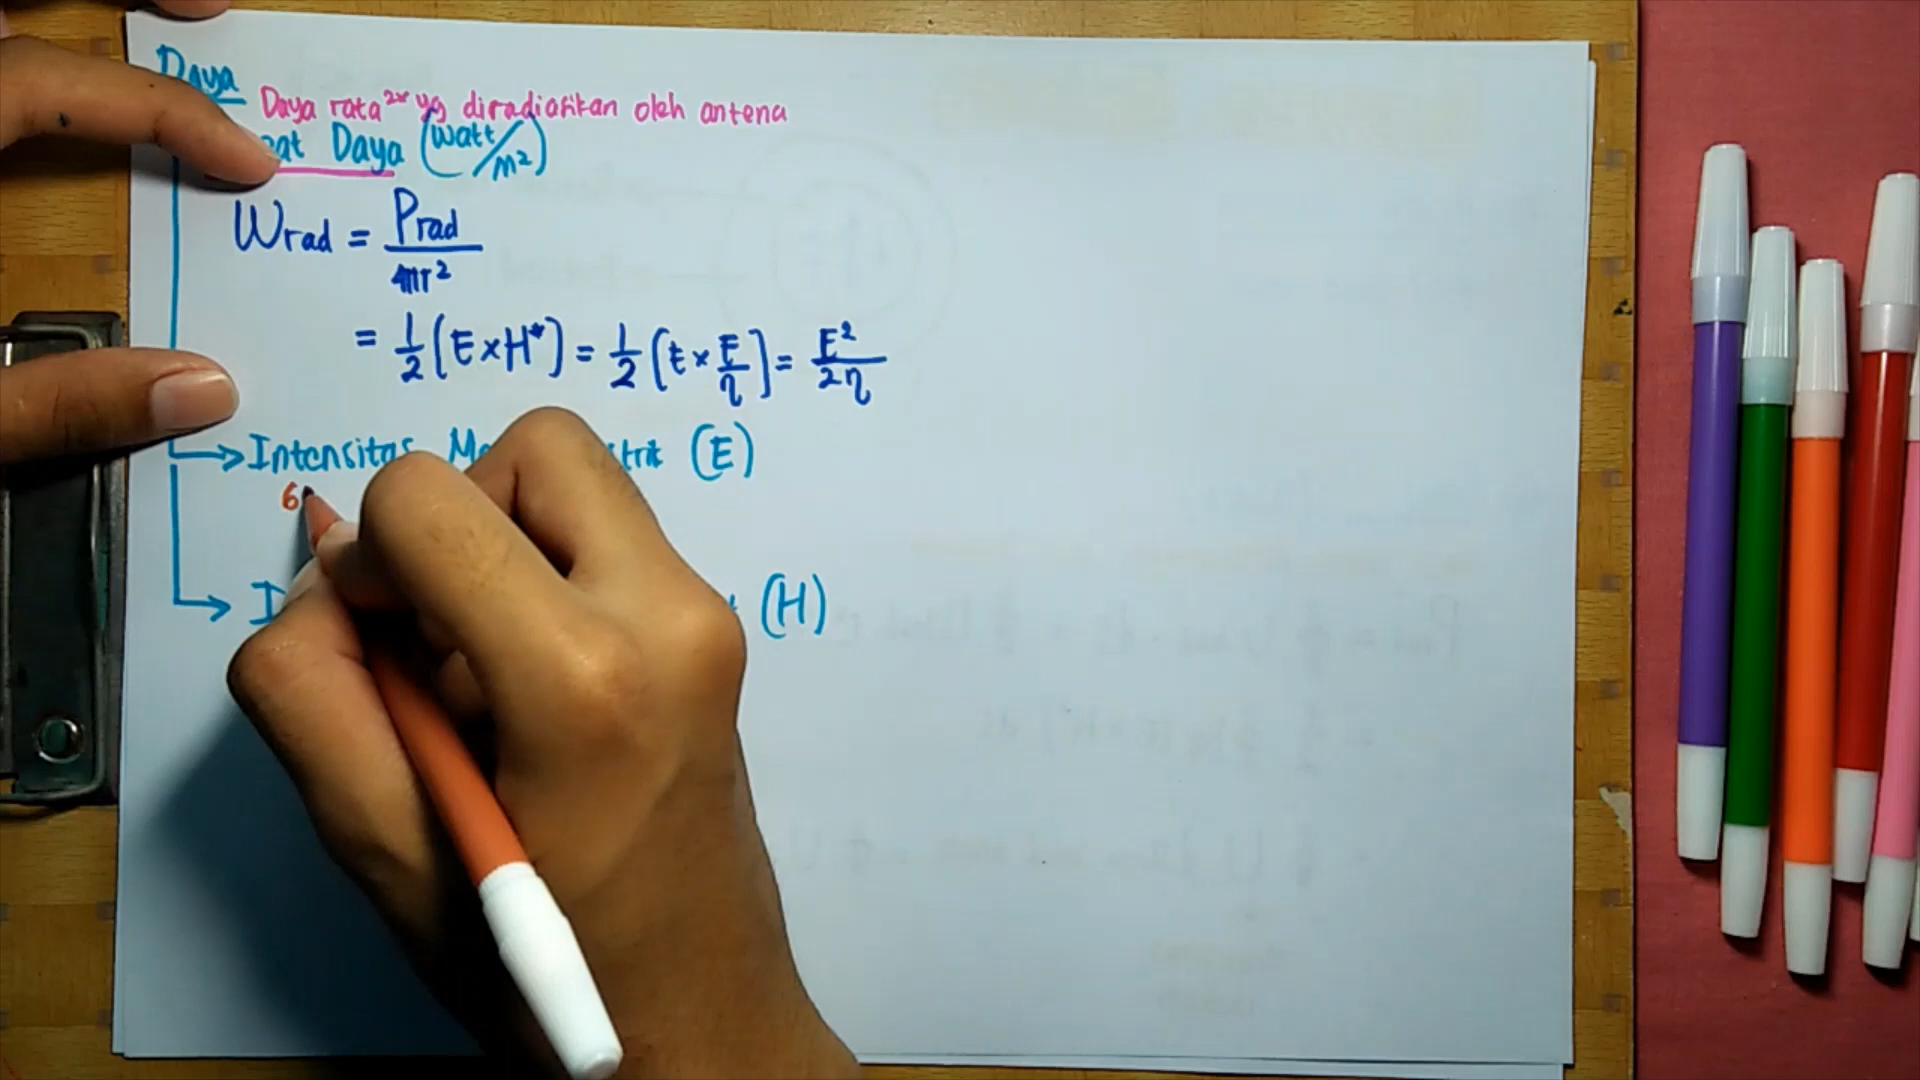 Daya
Daya rata²* yg diradiasikan oleh antena
Daya (Watt/m²)
Wrad = Prad / 4πr²
= 1/2 (E × H*) = 1/2 (E × E/η) = E²/2η
Intensitas (E)
6
(H)